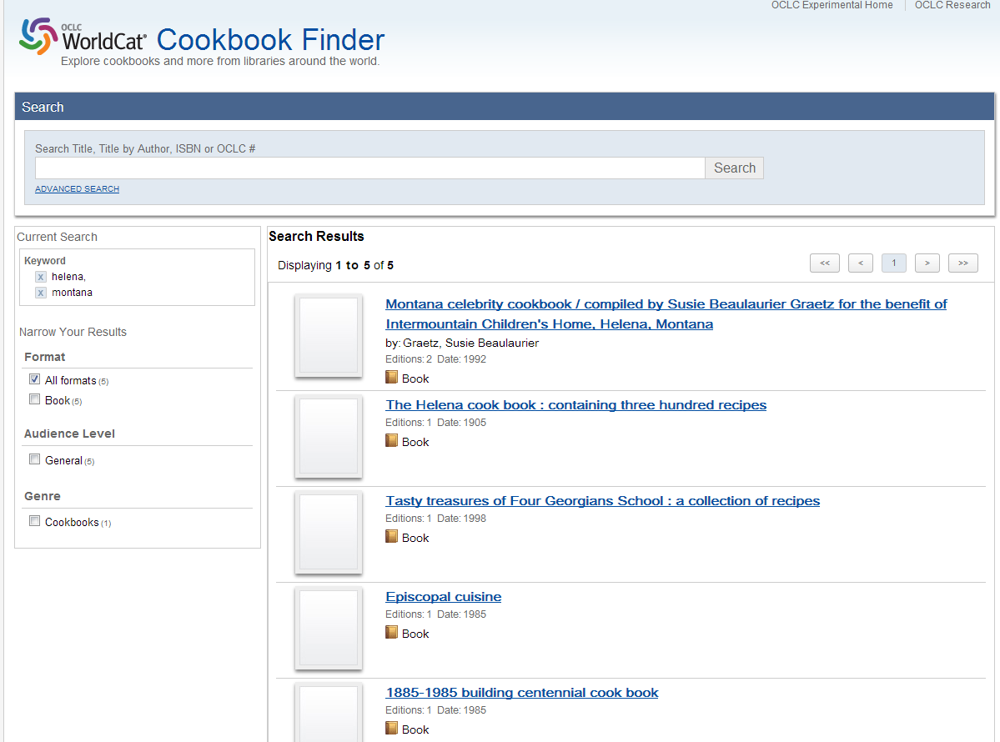 OCLC Experimental Home OCLC Research
OCLC
WorldCat® Cookbook Finder
Explore cookbooks and more from libraries around the world.
Search
Search Title, Title by Author, ISBN or OCLC #
Search
ADVANCED SEARCH
Current Search
Keyword
x helena,
x montana
Narrow Your Results
Format
All formats (5)
Book (5)
Audience Level
General (5)
Genre
Cookbooks (1)
Search Results
Displaying 1 to 5 of 5
<< < 1 > >>
Montana celebrity cookbook / compiled by Susie Beaulaurier Graetz for the benefit of
Intermountain Children's Home, Helena, Montana
by: Graetz, Susie Beaulaurier
Editions: 2 Date: 1992
Book
The Helena cook book : containing three hundred recipes
Editions: 1 Date: 1905
Book
Tasty treasures of Four Georgians School : a collection of recipes
Editions: 1 Date: 1998
Book
Episcopal cuisine
Editions: 1 Date: 1985
Book
1885-1985 building centennial cook book
Editions: 1 Date: 1985
Book